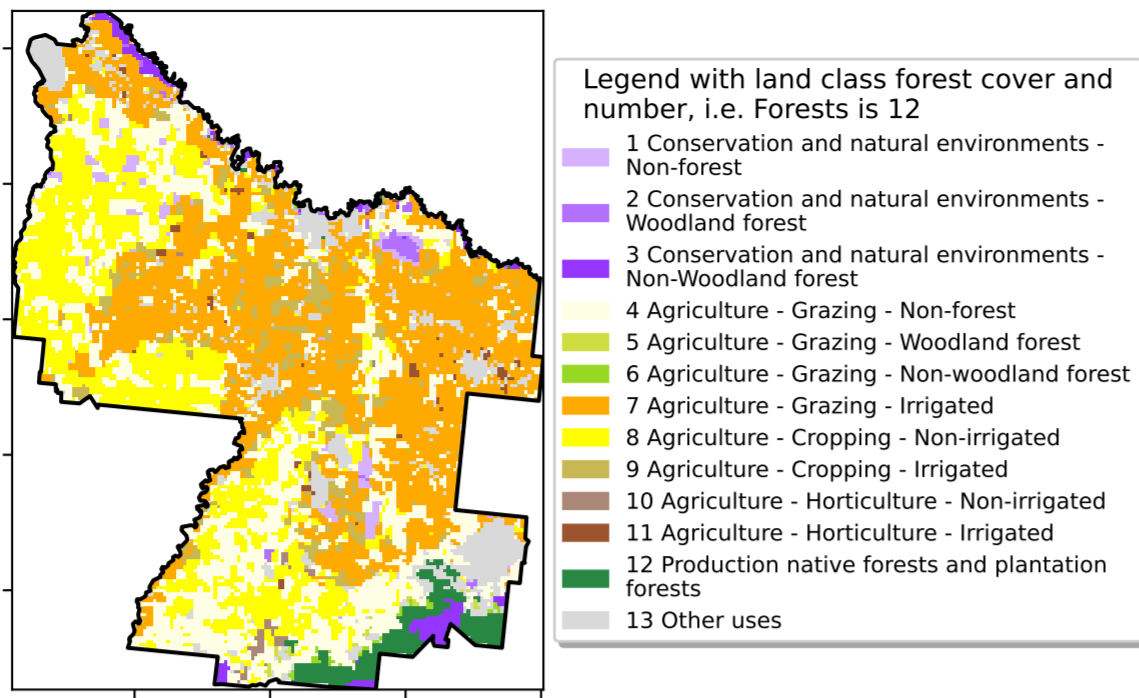 Legend with land class forest cover and
number, i.e. Forests is 12
1 Conservation and natural environments -
Non-forest
2 Conservation and natural environments -
Woodland forest
3 Conservation and natural environments -
Non-Woodland forest
4 Agriculture - Grazing - Non-forest
5 Agriculture - Grazing - Woodland forest
6 Agriculture - Grazing - Non-woodland forest
7 Agriculture - Grazing - Irrigated
8 Agriculture - Cropping - Non-irrigated
9 Agriculture - Cropping - Irrigated
10 Agriculture - Horticulture - Non-irrigated
11 Agriculture - Horticulture - Irrigated
12 Production native forests and plantation
forests
13 Other uses